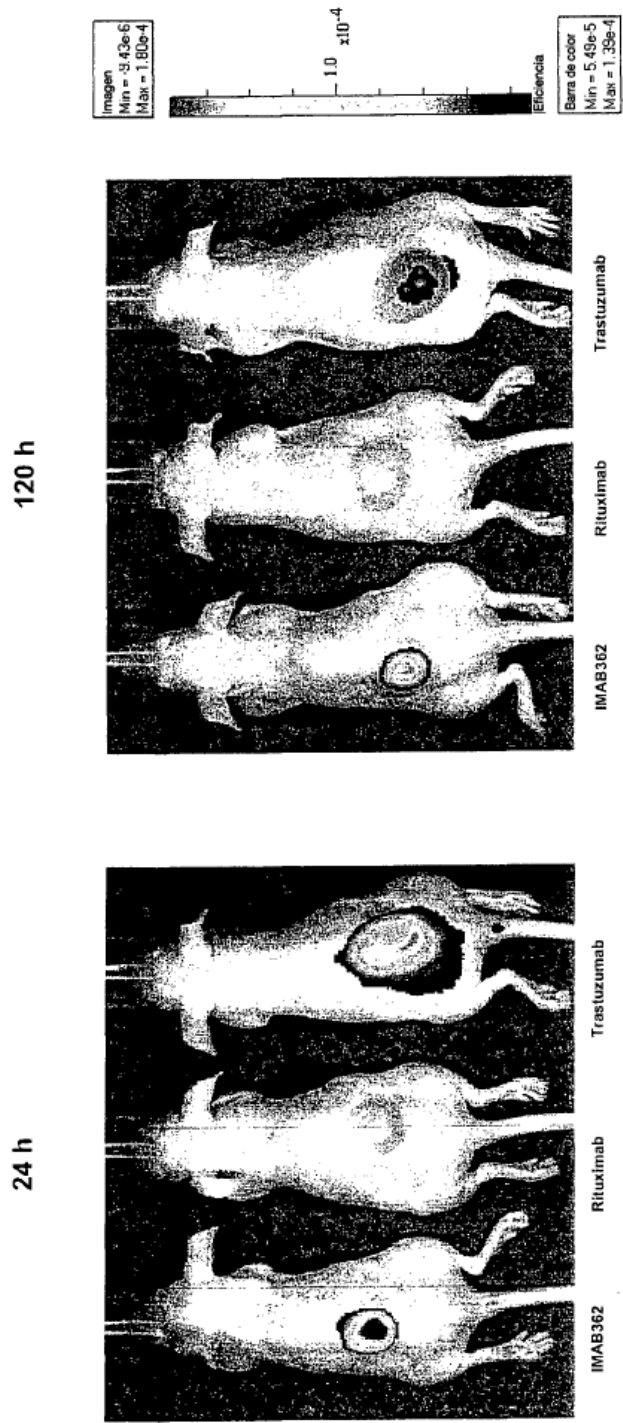 24 h
IMAB362
Rituximab
Trastuzumab
120 h
IMAB362
Rituximab
Trastuzumab
Imagen
Min = -9.43e-6
Max = 1.80e-4
1.0
x10-4
Eficiencia
Barra de color
Min = 5.49e-5
Max = 1.39e-4